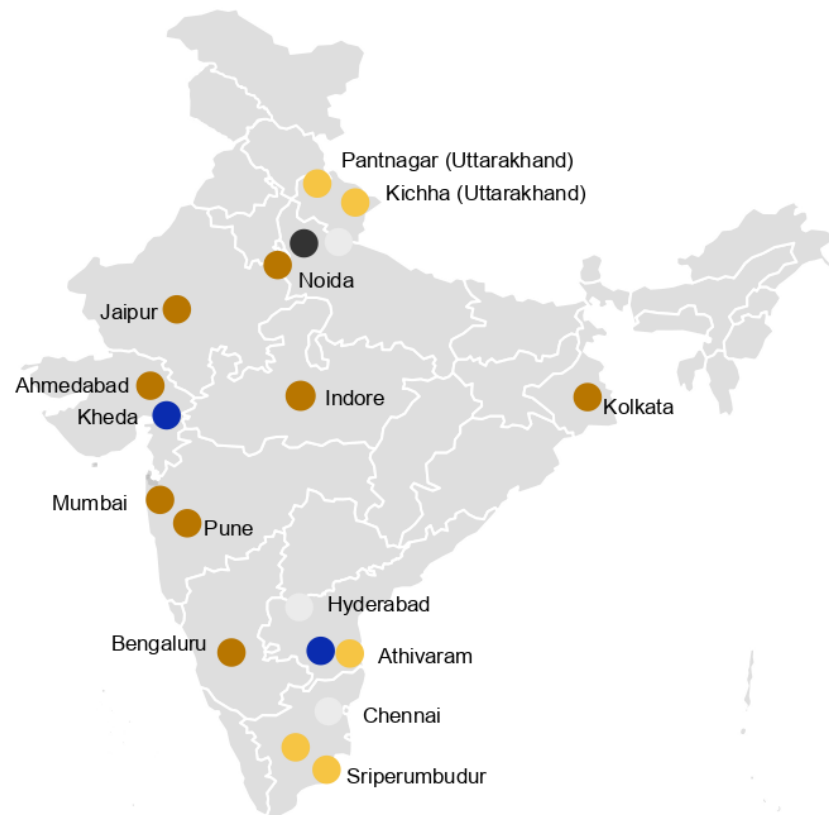 Pantnagar (Uttarakhand)
Kichha (Uttarakhand)
Noida
Jaipur
Ahmedabad
Indore
Kheda
Kolkata
Mumbai
Pune
Hyderabad
Bengaluru
Athivaram
Chennai
Sriperumbudur